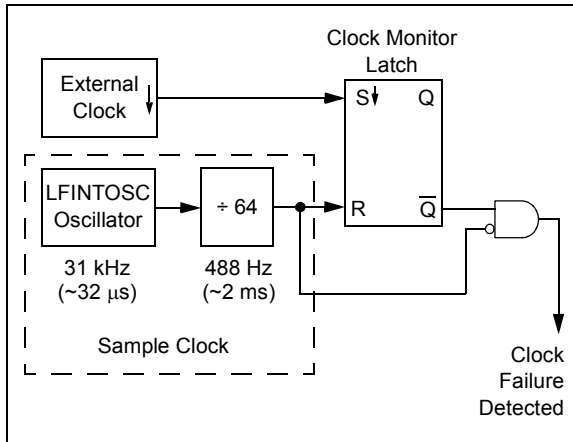 Clock Monitor
Latch
External
Clock
S
Q
LFINTOSC
Oscillator
÷ 64
R
Q̅
31 kHz
(~32 μs)
488 Hz
(~2 ms)
Sample Clock
Clock
Failure
Detected